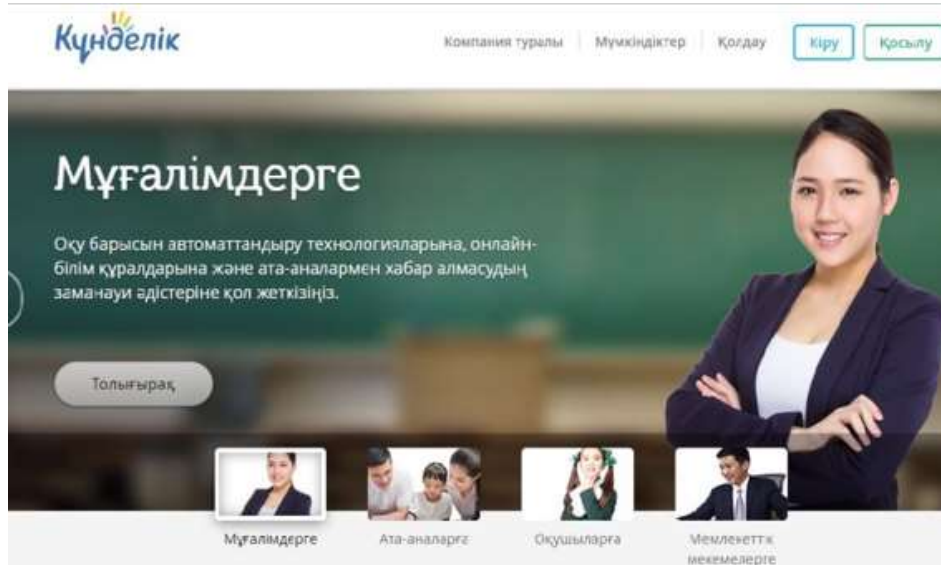 Күнделік
Компания туралы
Мүмкіндіктер
Қолдау
Кіру
Қосылу
Мұғалімдерге
Оқу барысын автоматтандыру технологияларына, онлайн-
білім құралдарына және ата-аналармен хабар алмасудың
заманауи әдістеріне қол жеткізіңіз.
Толығырақ
Мұғалімдерге
Ата-аналарға
Оқушыларға
Мемлекеттік
мекемелерге